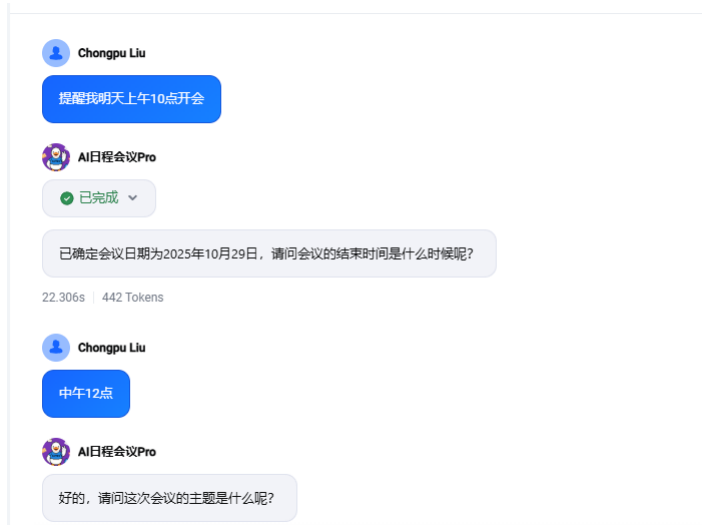 Chongpu Liu
提醒我明天上午10点开会
AI日程会议Pro
已完成
已确定会议日期为2025年10月29日，请问会议的结束时间是什么时候呢？
22.306s | 442 Tokens
Chongpu Liu
中午12点
AI日程会议Pro
好的，请问这次会议的主题是什么呢？